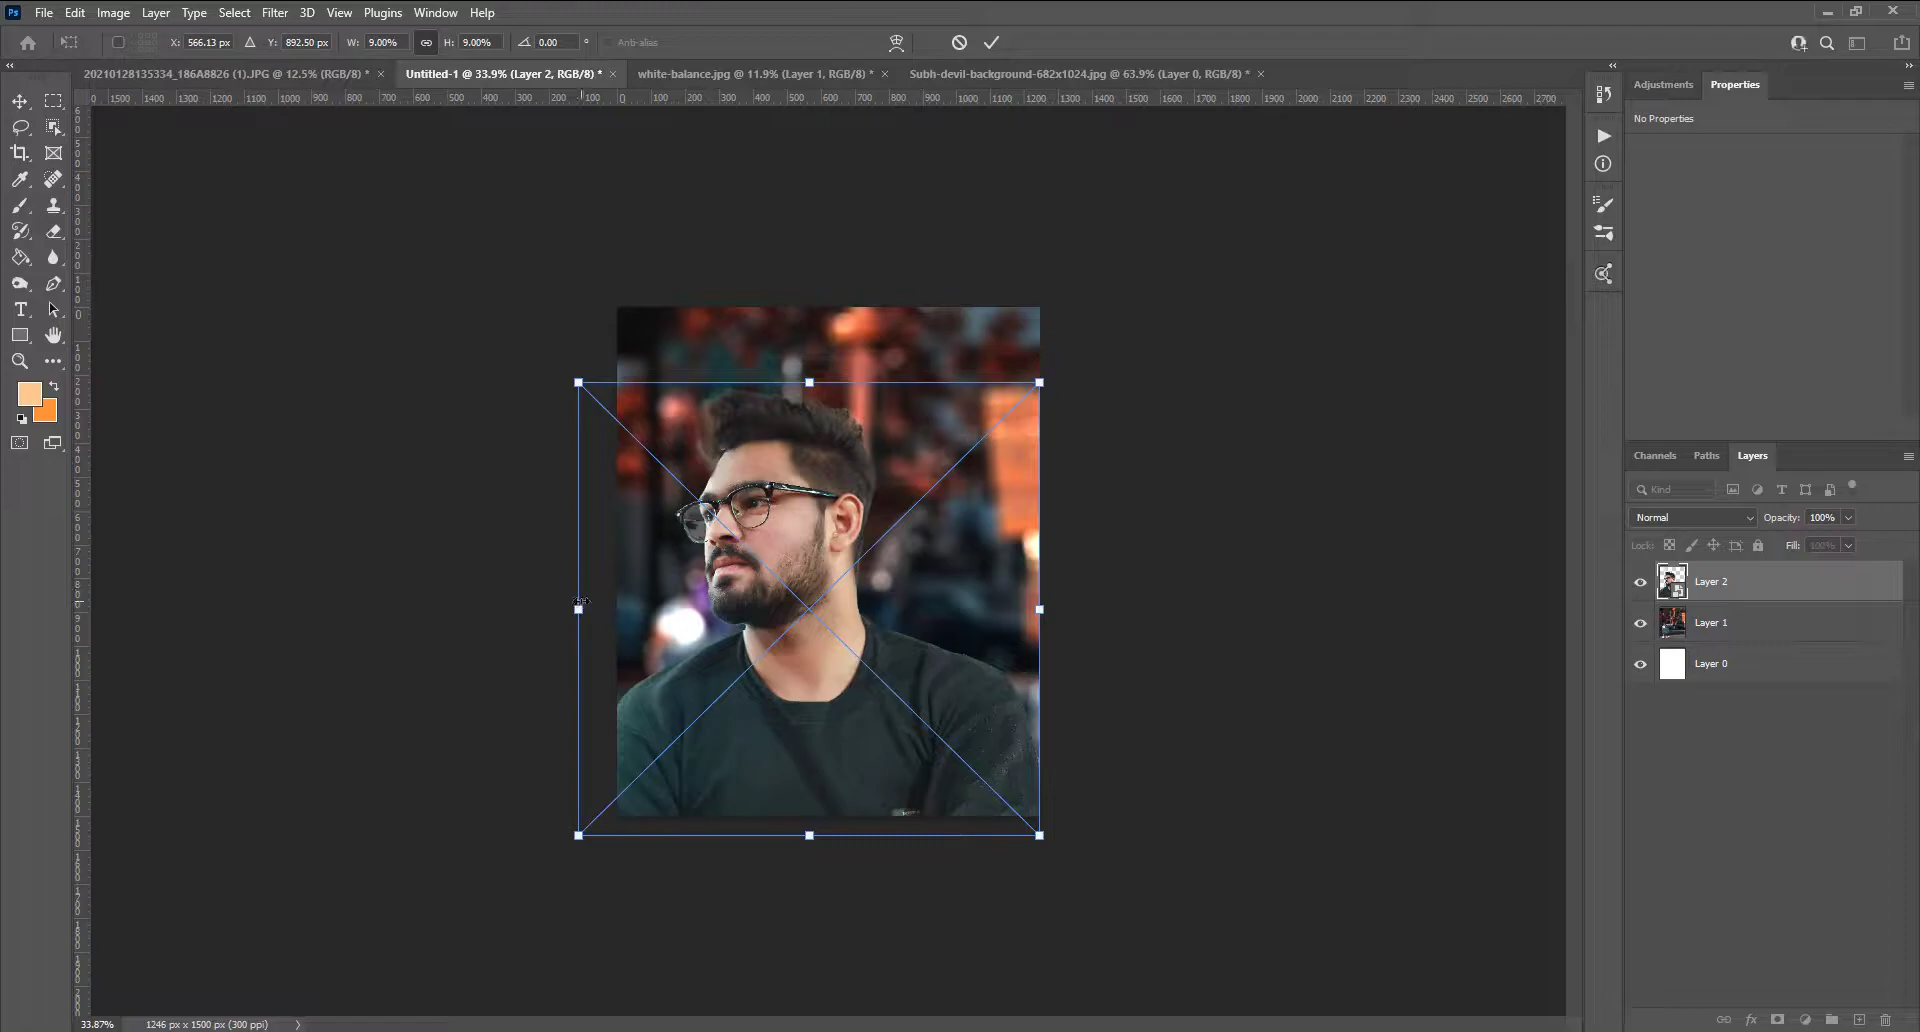 Ps File Edit Image Layer Type Select Filter 3D View Plugins Window Help
X: 566.13 px Y: 892.50 px W: 9.00% H: 9.00% 0.00 ° Anti-alias
20210128135334_186A8826 (1).JPG @ 12.5% (RGB/8) * Untitled-1 @ 33.9% (Layer 2, RGB/8) * white-balance.jpg @ 11.9% (Layer 1, RGB/8) * Subh-devil-background-682x1024.jpg @ 63.9% (Layer 0, RGB/8) *
0 1500 1400 1300 1200 1100 1000 900 800 700 600 500 400 300 200 100 0 100 200 300 400 500 600 700 800 900 1000 1100 1200 1300 1400 1500 1600 1700 1800 1900 2000 2100 2200 2300 2400 2500 2600 2700
Adjustments Properties
No Properties
Channels Paths Layers
Kind
Normal Opacity: 100%
Lock: Fill: 100%
Layer 2
Layer 1
Layer 0
33.87% 1246 px x 1500 px (300 ppi)